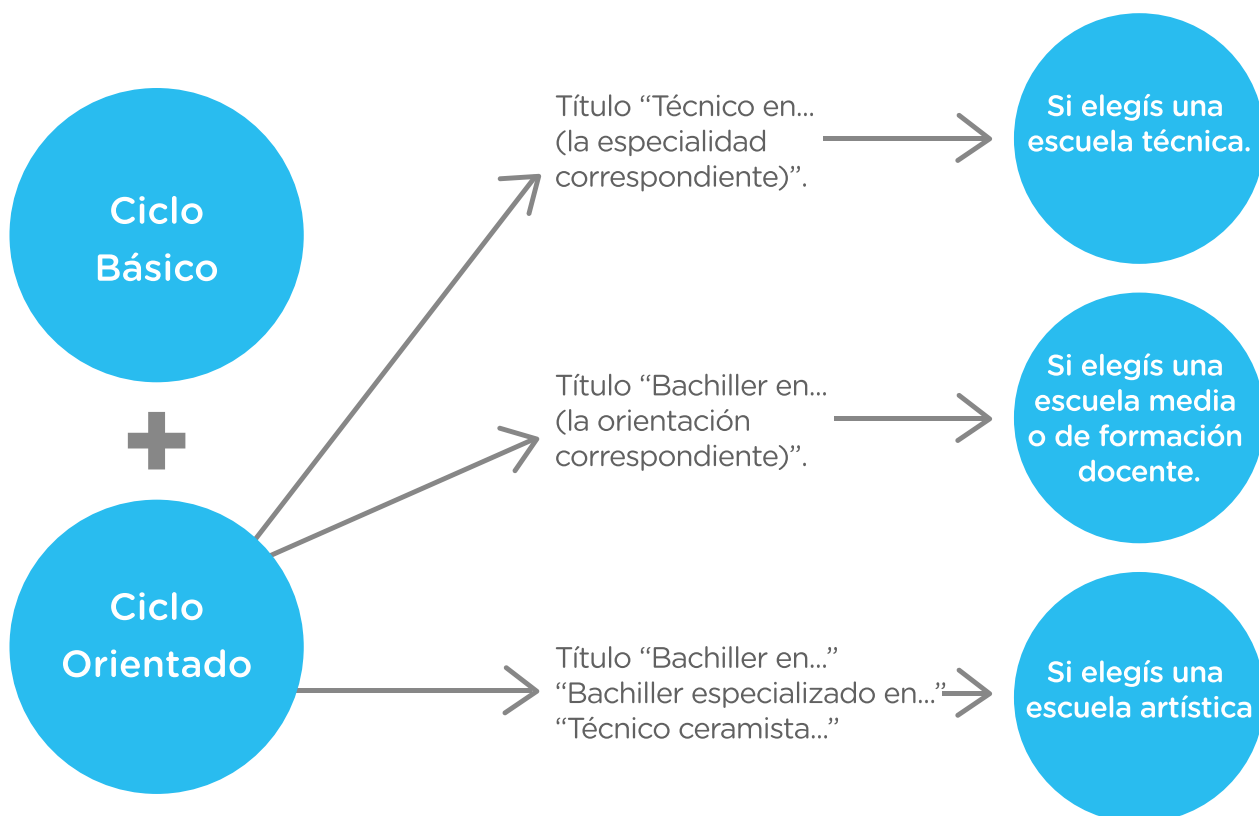 Ciclo
Básico
+
Ciclo
Orientado
Título “Técnico en...
(la especialidad
correspondiente)”.
Si elegís una
escuela técnica.
Título “Bachiller en...
(la orientación
correspondiente)”.
Si elegís una
escuela media
o de formación
docente.
Título “Bachiller en...”
“Bachiller especializado en...”
“Técnico ceramista...”
Si elegís una
escuela artística